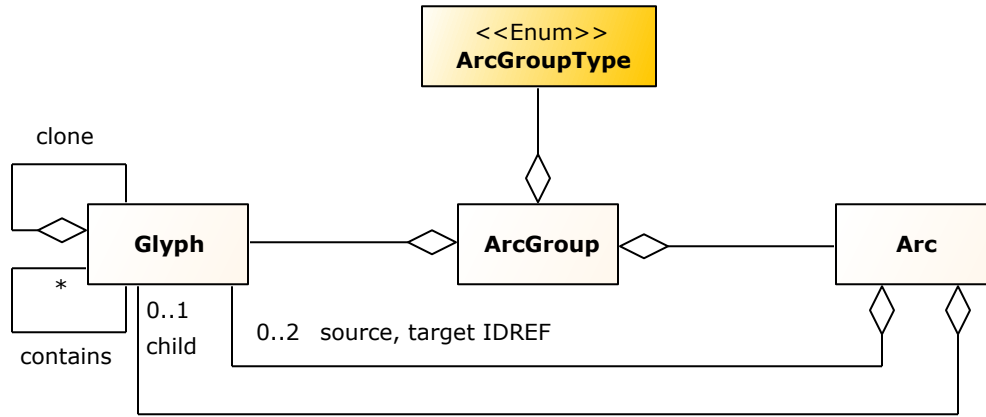 <<Enum>>
ArcGroupType
clone
Glyph
ArcGroup
Arc
*
0..1
child
0..2 source, target IDREF
contains